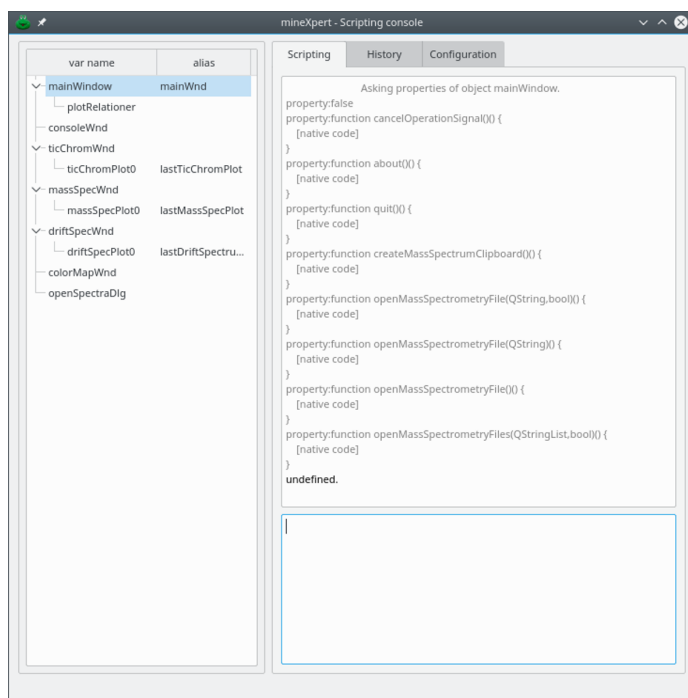 mineXpert - Scripting console
var name alias
mainWindow mainWnd
plotRelationer
consoleWnd
ticChromWnd
ticChromPlot0 lastTicChromPlot
massSpecWnd
massSpecPlot0 lastMassSpecPlot
driftSpecWnd
driftSpecPlot0 lastDriftSpectru...
colorMapWnd
openSpectraDlg
Scripting History Configuration
Asking properties of object mainWindow.
property:false
property:function cancelOperationSignal()() {
[native code]
}
property:function about()() {
[native code]
}
property:function quit()() {
[native code]
}
property:function createMassSpectrumClipboard()() {
[native code]
}
property:function openMassSpectrometryFile(QString,bool)() {
[native code]
}
property:function openMassSpectrometryFile(QString)() {
[native code]
}
property:function openMassSpectrometryFile()() {
[native code]
}
property:function openMassSpectrometryFiles(QStringList,bool)() {
[native code]
}
undefined.